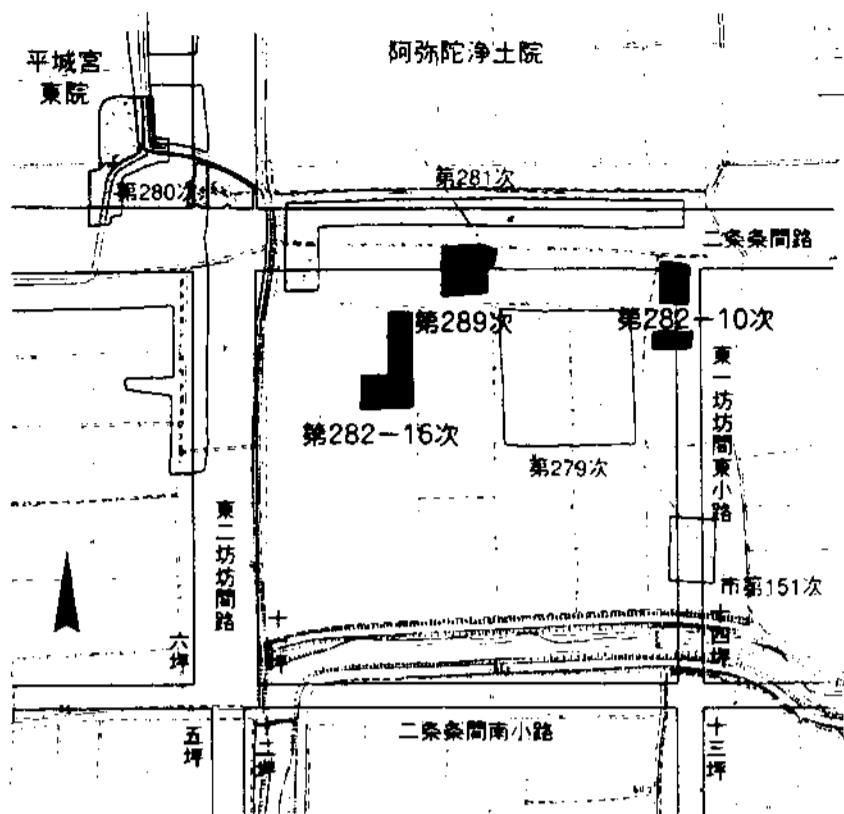 平城宮
東院
阿弥陀浄土院
第280次
第281次
二条条間路
第289次
第282-10次
第282-16次
第279次
東一坊坊間東小路
東二坊坊間路
市第151次
六坪
十一坪
十四坪
二条条間南小路
五坪
十二坪
十三坪